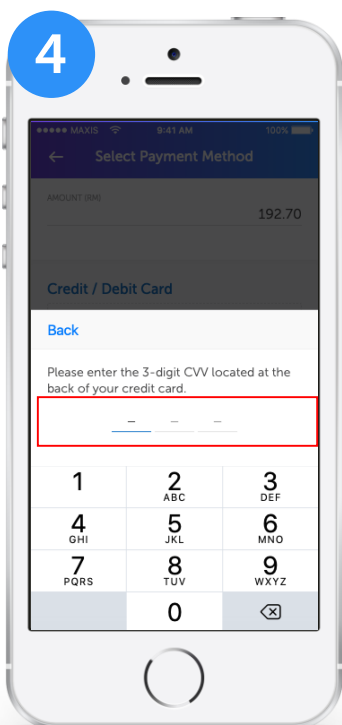 4
MAXIS 9:41 AM 100%
Select Payment Method
AMOUNT (RM)
192.70
Credit / Debit Card
Back
Please enter the 3-digit CVV located at the
back of your credit card.
– – –
1 2 3
ABC DEF
4 5 6
GHI JKL MNO
7 8 9
PQRS TUV WXYZ
0